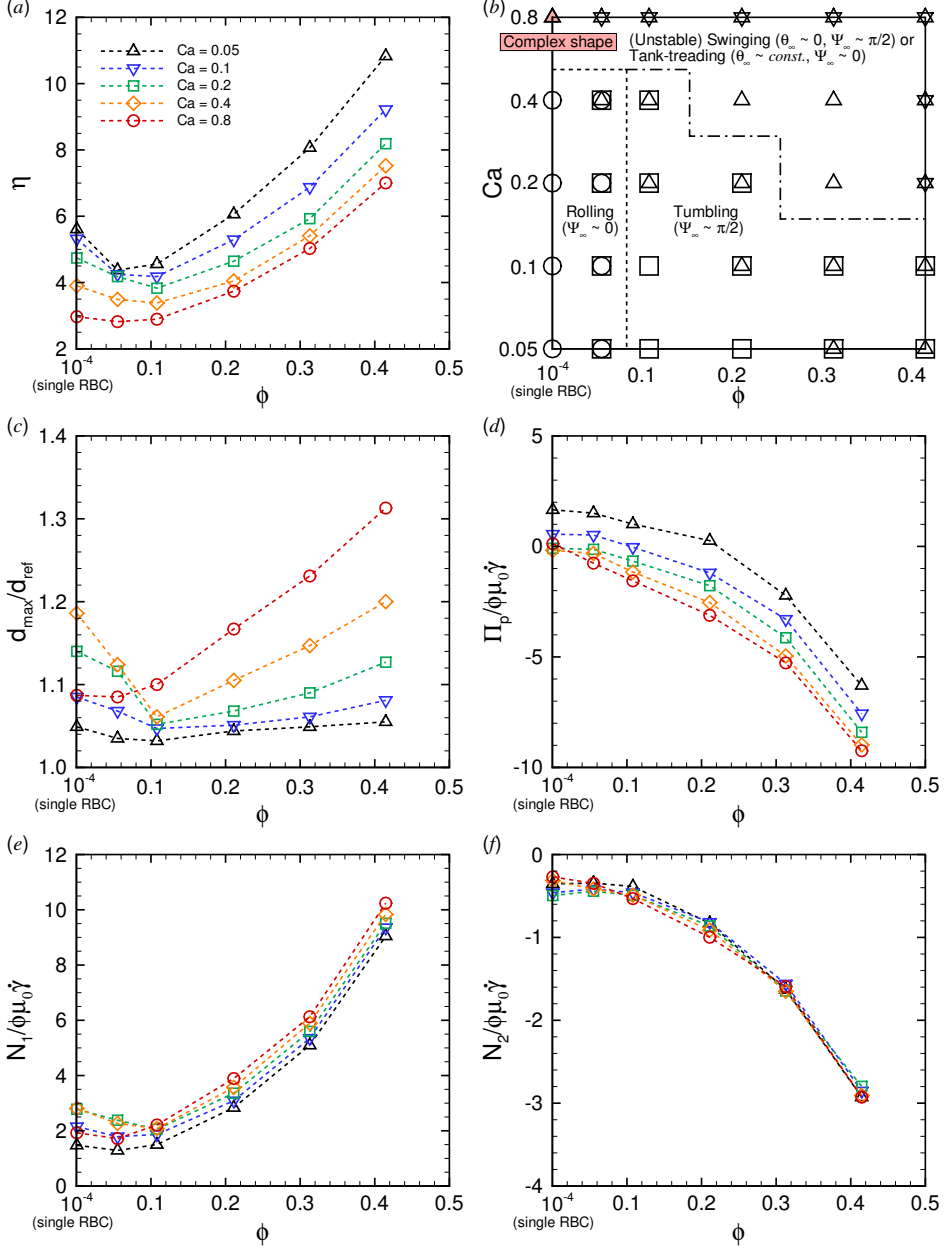 (a)
12
10
8
6
4
2
η
Ca = 0.05
Ca = 0.1
Ca = 0.2
Ca = 0.4
Ca = 0.8
10⁻⁴ 0.1 0.2 0.3 0.4 0.5
(single RBC)
ϕ
(b)
0.8
0.4
0.2
0.1
0.05
Ca
Complex shape
(Unstable) Swinging (θ∞ ~ 0, Ψ∞ ~ π/2) or
Tank-treading (θ∞ ~ const., Ψ∞ ~ 0)
Rolling
(Ψ∞ ~ 0)
Tumbling
(Ψ∞ ~ π/2)
10⁻⁴ 0.1 0.2 0.3 0.4
(single RBC)
ϕ
(c)
1.4
1.3
1.2
1.1
1.0
d_max/d_ref
10⁻⁴ 0.1 0.2 0.3 0.4 0.5
(single RBC)
ϕ
(d)
5
0
-5
-10
Π_p/ϕμ₀γ̇
10⁻⁴ 0.1 0.2 0.3 0.4 0.5
(single RBC)
ϕ
(e)
12
10
8
6
4
2
0
N₁/ϕμ₀γ̇
10⁻⁴ 0.1 0.2 0.3 0.4 0.5
(single RBC)
ϕ
(f)
0
-1
-2
-3
-4
N₂/ϕμ₀γ̇
10⁻⁴ 0.1 0.2 0.3 0.4 0.5
(single RBC)
ϕ